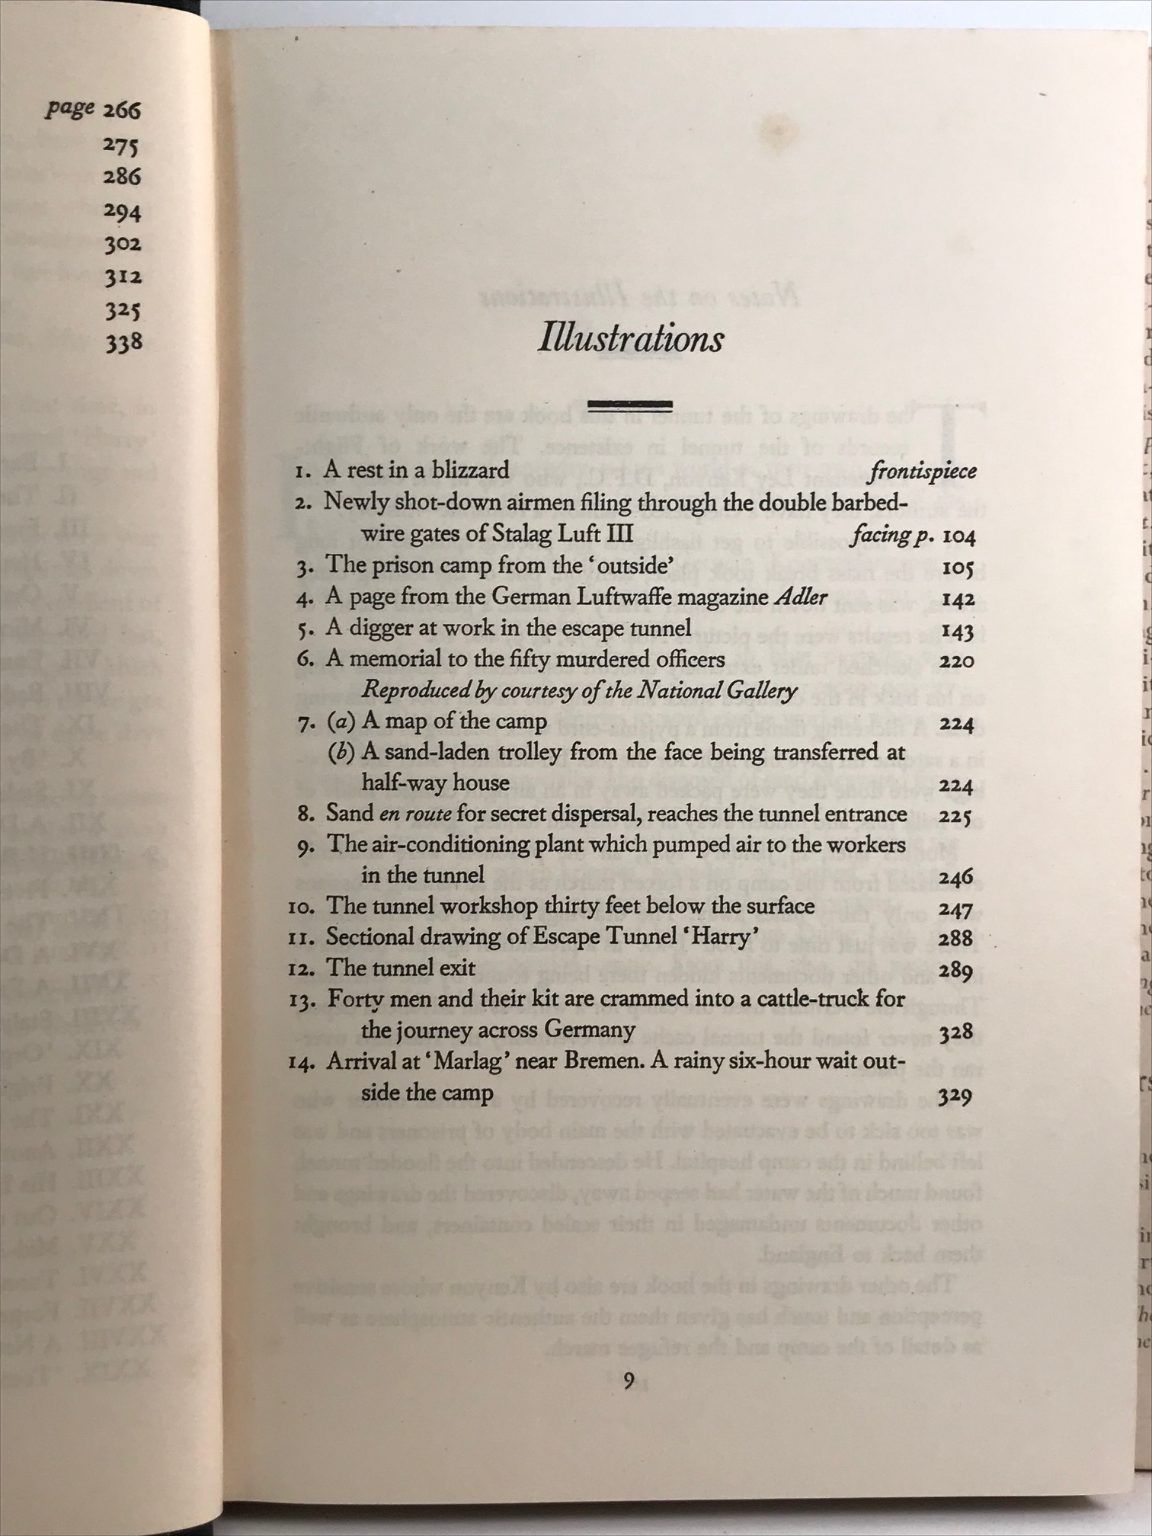 page 266
275
286
294
302
312
325
338
Illustrations
1. A rest in a blizzard frontispiece
2. Newly shot-down airmen filing through the double barbed-
wire gates of Stalag Luft III facing p. 104
3. The prison camp from the ‘outside’ 105
4. A page from the German Luftwaffe magazine Adler 142
5. A digger at work in the escape tunnel 143
6. A memorial to the fifty murdered officers 220
Reproduced by courtesy of the National Gallery
7. (a) A map of the camp 224
(b) A sand-laden trolley from the face being transferred at
half-way house 224
8. Sand en route for secret dispersal, reaches the tunnel entrance 225
9. The air-conditioning plant which pumped air to the workers
in the tunnel 246
10. The tunnel workshop thirty feet below the surface 247
11. Sectional drawing of Escape Tunnel ‘Harry’ 288
12. The tunnel exit 289
13. Forty men and their kit are crammed into a cattle-truck for
the journey across Germany 328
14. Arrival at ‘Marlag’ near Bremen. A rainy six-hour wait out-
side the camp 329
9